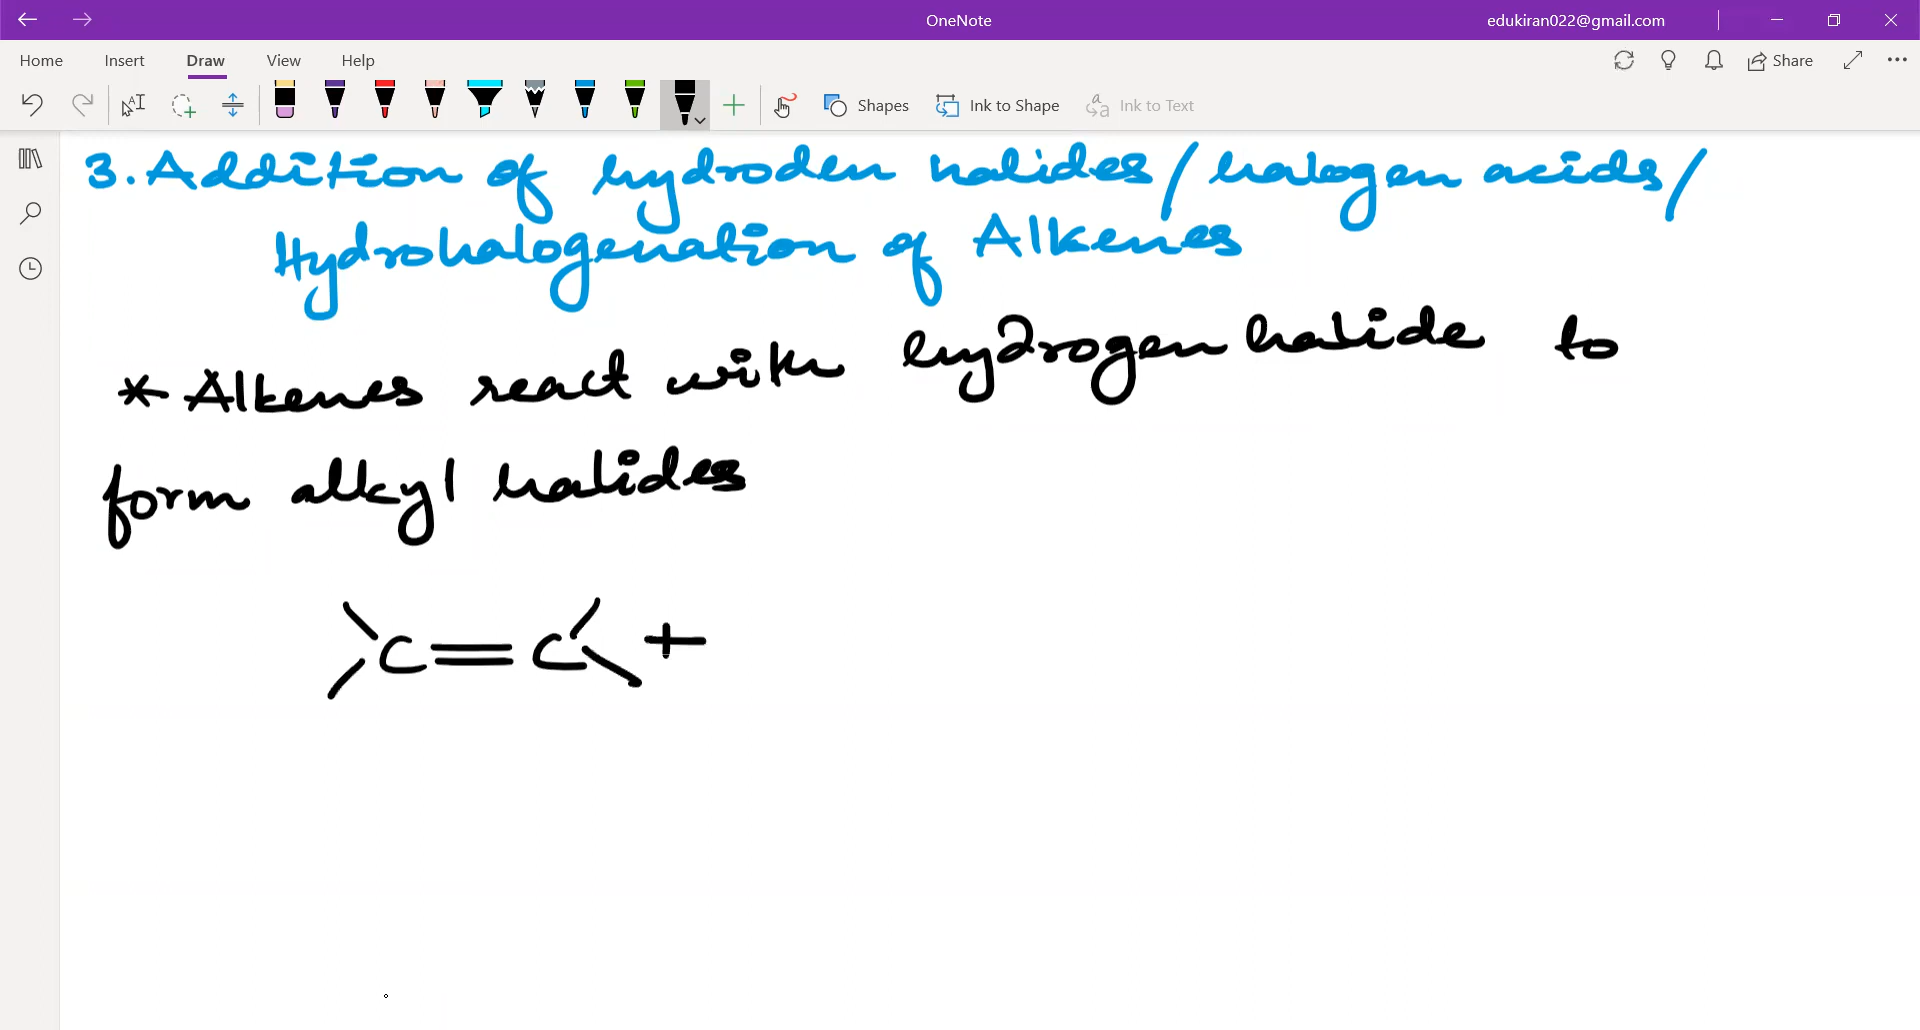 OneNote
edukiran022@gmail.com
Home Insert Draw View Help
Share
Shapes Ink to Shape Ink to Text
3. Addition of hydroden halides/halogen acids/
Hydrohalogenation of Alkenes
* Alkenes react with hydrogen halide to
form alkyl halides
C=C +